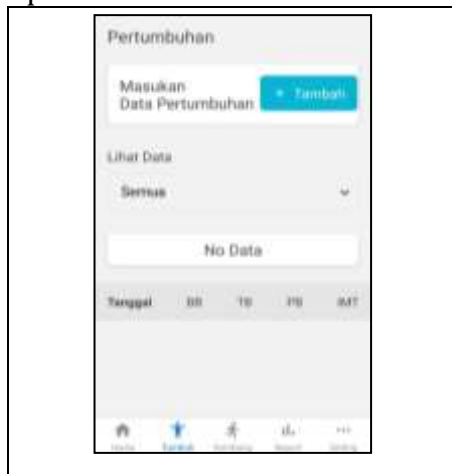 Pertumbuhan
Masukan
Data Pertumbuhan
+ Tambah
Lihat Data
Semua
No Data
Tanggal BB TB PB IMT